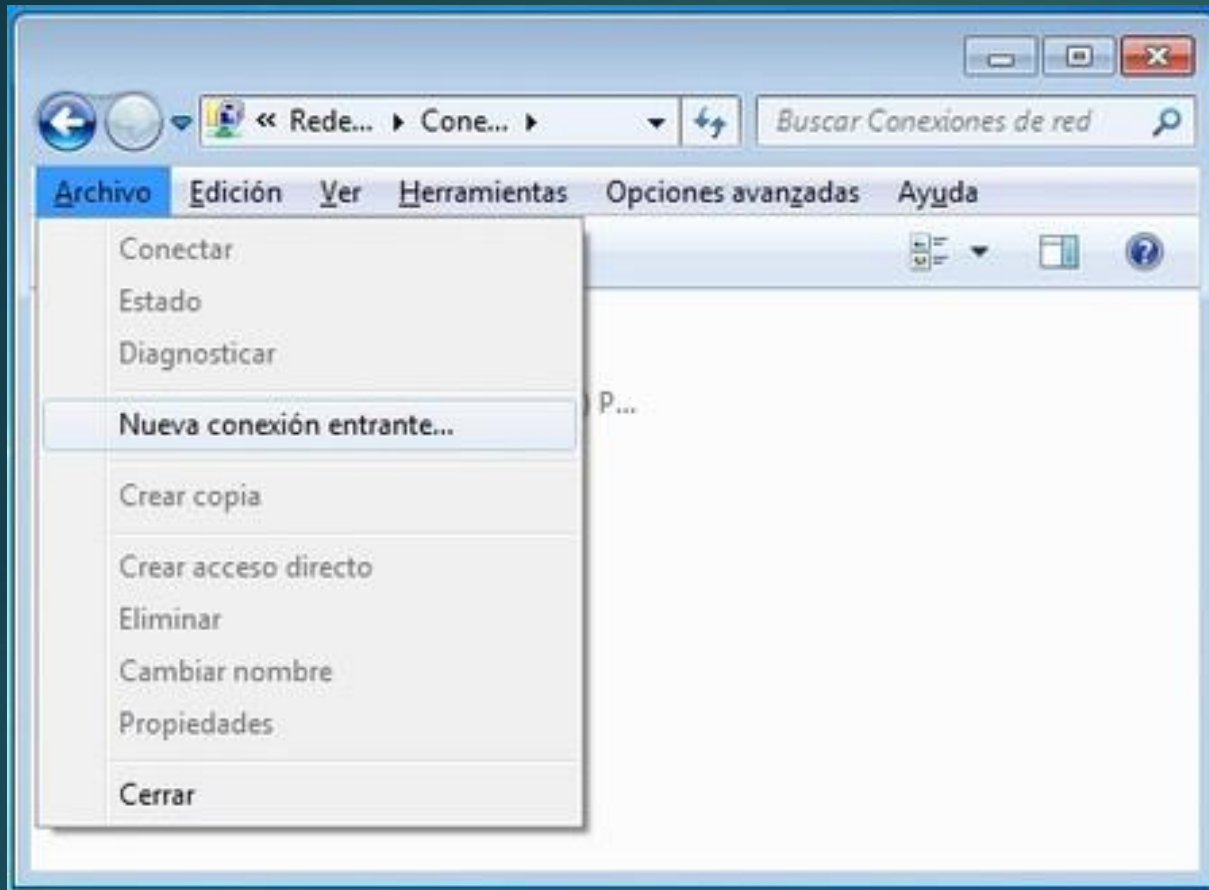 « Rede... ▸ Cone... ▸ Buscar Conexiones de red
Archivo Edición Ver Herramientas Opciones avanzadas Ayuda
Conectar
Estado
Diagnosticar
) P...
Nueva conexión entrante...
Crear copia
Crear acceso directo
Eliminar
Cambiar nombre
Propiedades
Cerrar